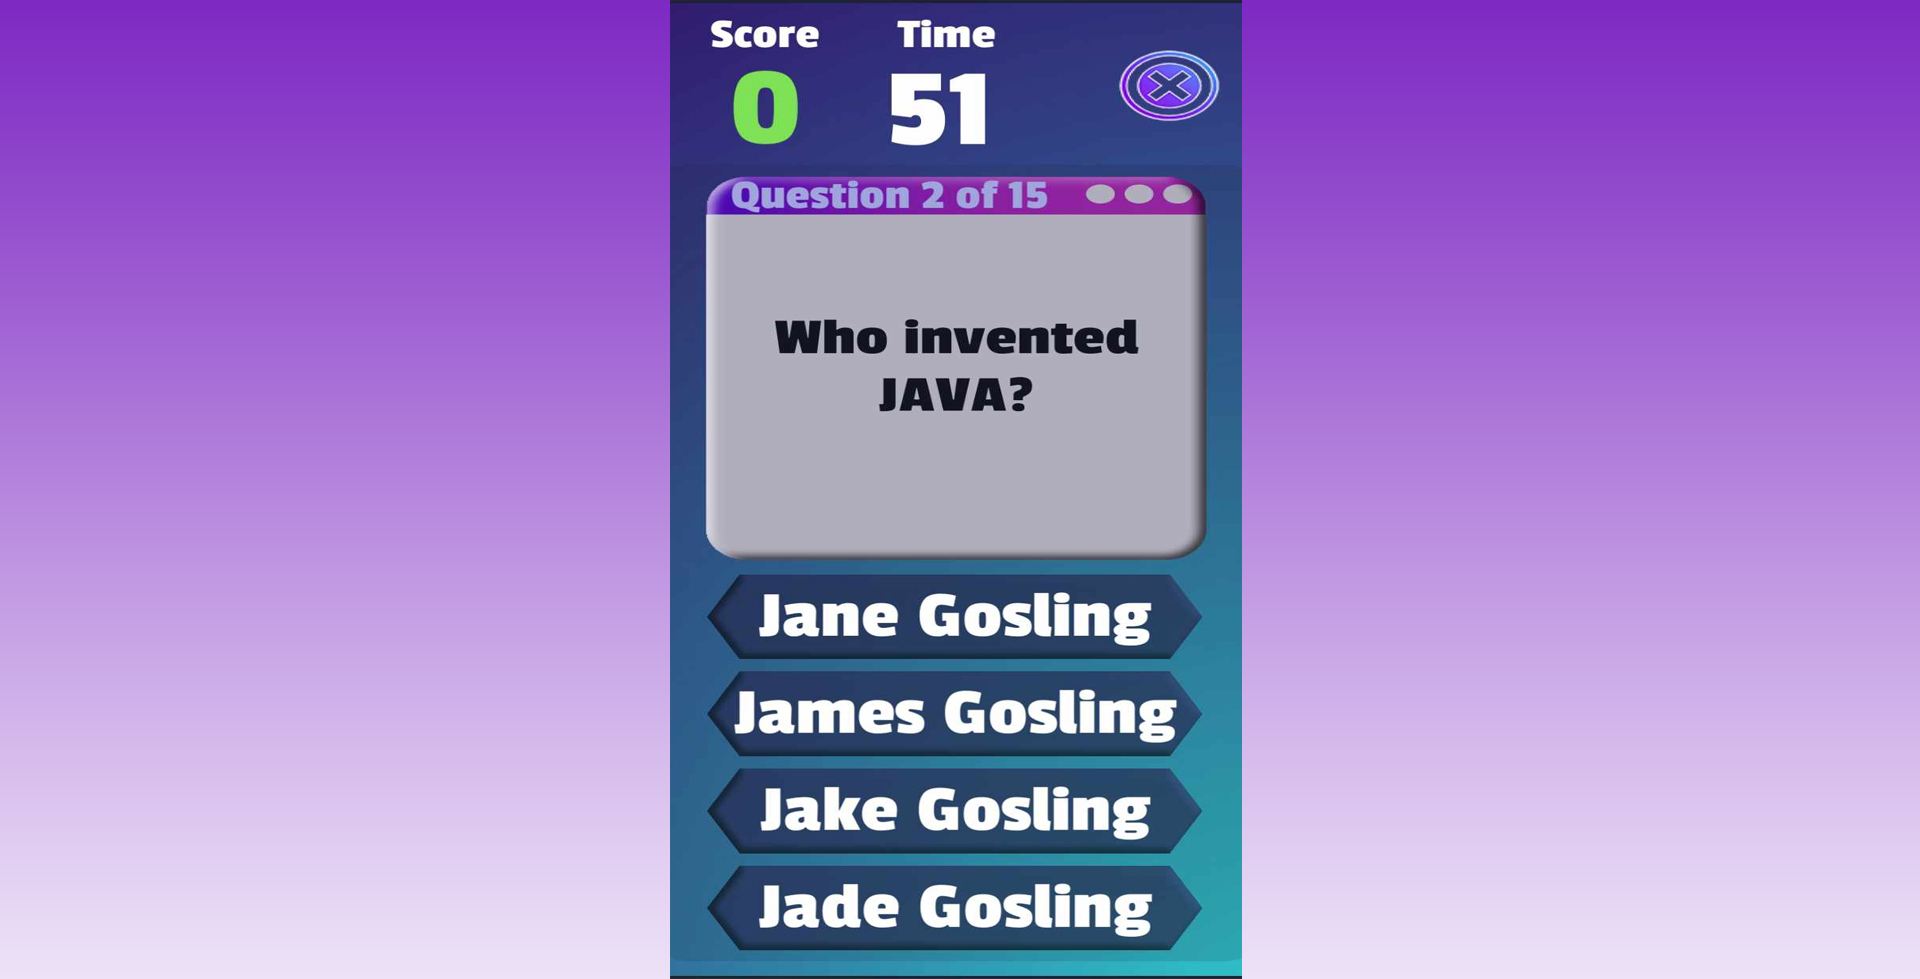 Score Time
0 51
Question 2 of 15
Who invented
JAVA?
Jane Gosling
James Gosling
Jake Gosling
Jade Gosling